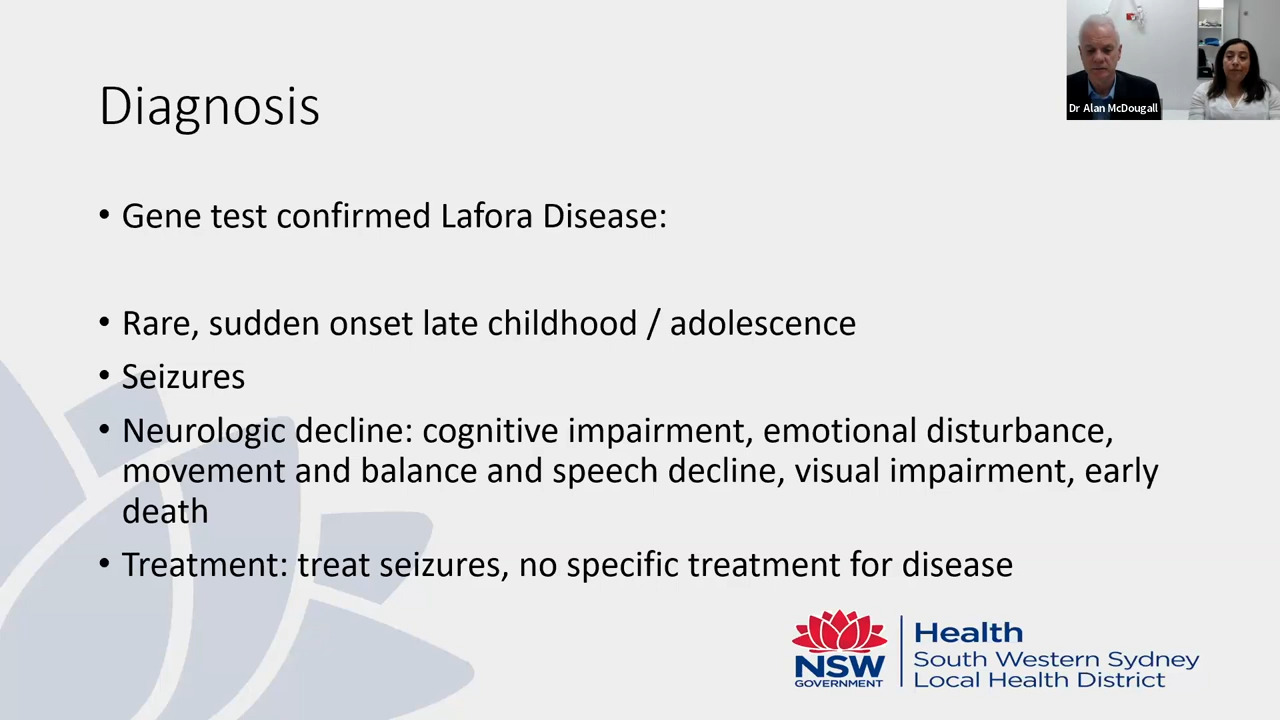 Dr Alan McDougall
Diagnosis
• Gene test confirmed Lafora Disease:
• Rare, sudden onset late childhood / adolescence
• Seizures
• Neurologic decline: cognitive impairment, emotional disturbance,
movement and balance and speech decline, visual impairment, early
death
• Treatment: treat seizures, no specific treatment for disease
NSW
GOVERNMENT
Health
South Western Sydney
Local Health District